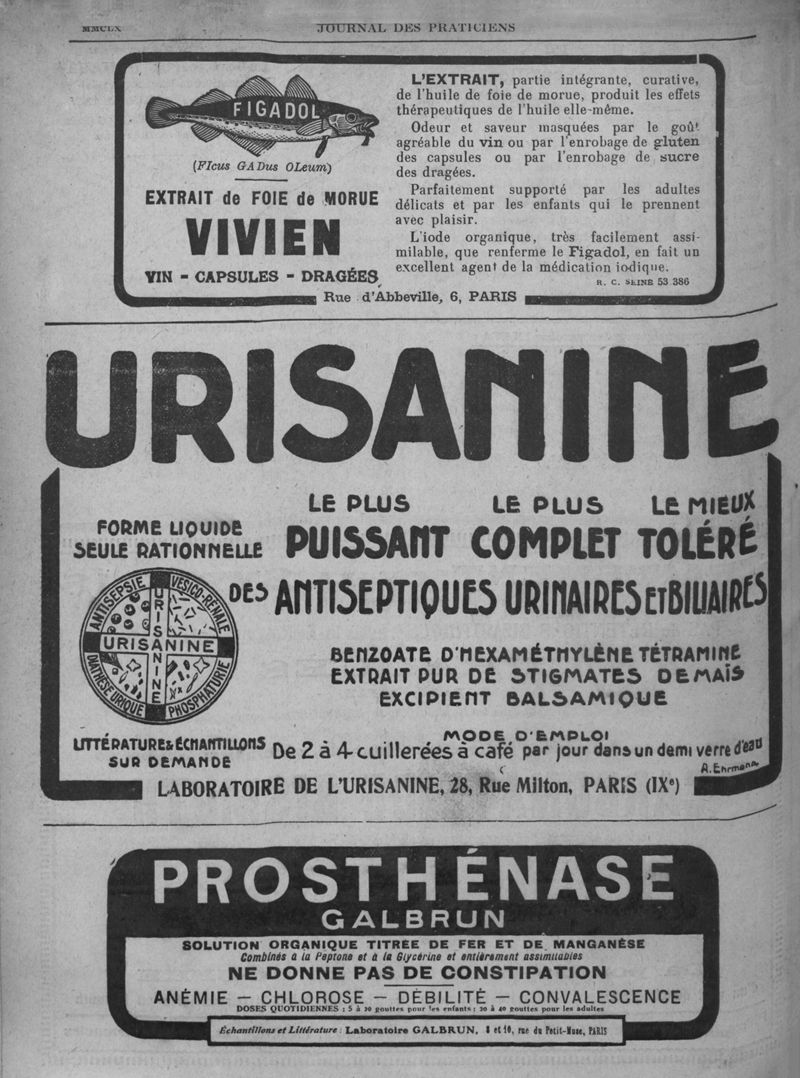 MMCLX
JOURNAL DES PRATICIENS
FIGADOL
(FIcus GADus OLeum)
EXTRAIT de FOIE de MORUE
VIVIEN
VIN - CAPSULES - DRAGÉES
L'EXTRAIT, partie intégrante, curative,
de l'huile de foie de morue, produit les effets
thérapeutiques de l'huile elle-même.
Odeur et saveur masquées par le goût
agréable du vin ou par l'enrobage de gluten
des capsules ou par l'enrobage de sucre
des dragées.
Parfaitement supporté par les adultes
délicats et par les enfants qui le prennent
avec plaisir.
L'iode organique, très facilement assi-
milable, que renferme le Figadol, en fait un
excellent agent de la médication iodique.
R. C. SEINE 53 386
Rue d'Abbeville, 6, PARIS
URISANINE
FORME LIQUIDE
SEULE RATIONNELLE
LE PLUS LE PLUS LE MIEUX
PUISSANT COMPLET TOLÉRÉ
DES ANTISEPTIQUES URINAIRES ET BILIAIRES
ANTISEPSIE VESICO-RENALE
URISANINE
URISANINE
DIATHÈSE URIQUE PHOSPHATURIE
BENZOATE D'HEXAMÉTHYLÈNE TÉTRAMINE
EXTRAIT PUR DE STIGMATES DE MAÏS
EXCIPIENT BALSAMIQUE
LITTÉRATURE & ÉCHANTILLONS
SUR DEMANDE
MODE D'EMPLOI
De 2 à 4 cuillerées à café par jour dans un demi verre d'eau
A. Ehrmann
LABORATOIRE DE L'URISANINE, 28, Rue Milton, PARIS (IXe)
PROSTHÉNASE
GALBRUN
SOLUTION ORGANIQUE TITRÉE DE FER ET DE MANGANÈSE
Combinés à la Peptone et à la Glycérine et entièrement assimilables
NE DONNE PAS DE CONSTIPATION
ANÉMIE — CHLOROSE — DÉBILITÉ — CONVALESCENCE
DOSES QUOTIDIENNES : 5 à 20 gouttes pour les enfants ; 20 à 40 gouttes pour les adultes
Échantillons et Littérature : Laboratoire GALBRUN, 8 et 10, rue du Petit-Musc, PARIS